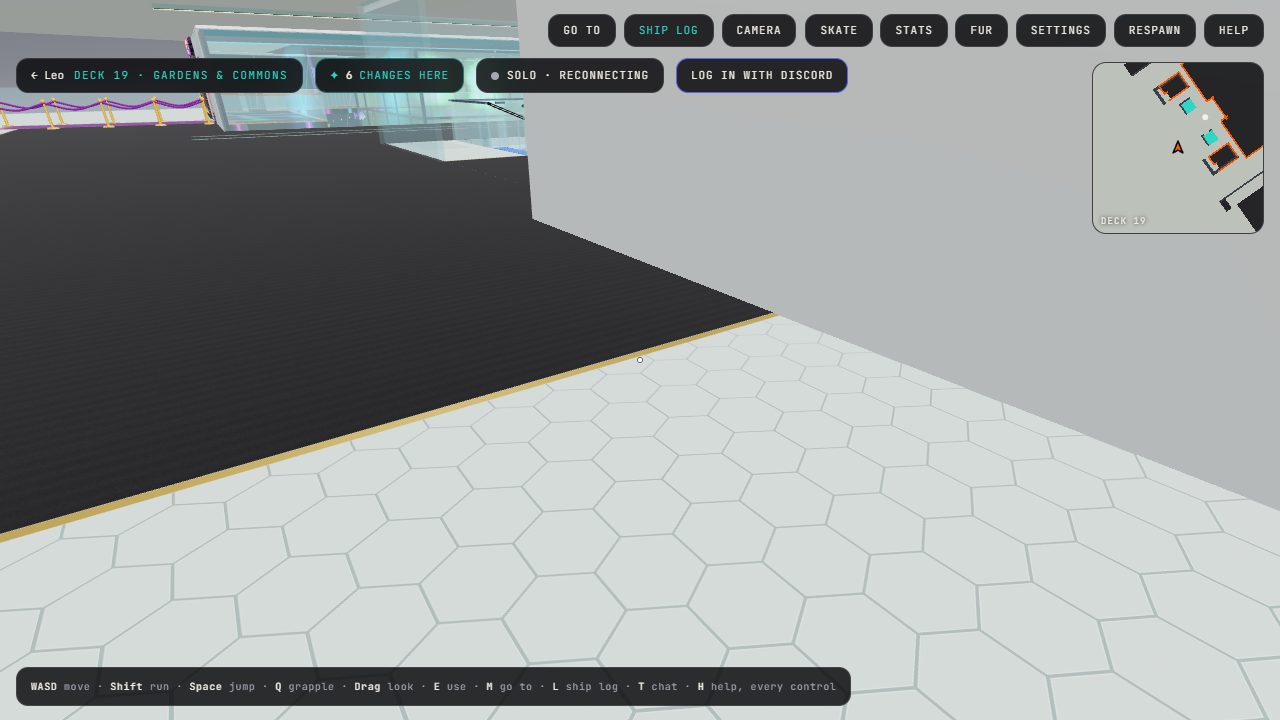 GO TO
SHIP LOG
CAMERA
SKATE
STATS
FUR
SETTINGS
RESPAWN
HELP
← Leo DECK 19 · GARDENS & COMMONS
✦ 6 CHANGES HERE
SOLO · RECONNECTING
LOG IN WITH DISCORD
DECK 19
WASD move · Shift run · Space jump · Q grapple · Drag look · E use · M go to · L ship log · T chat · H help, every control